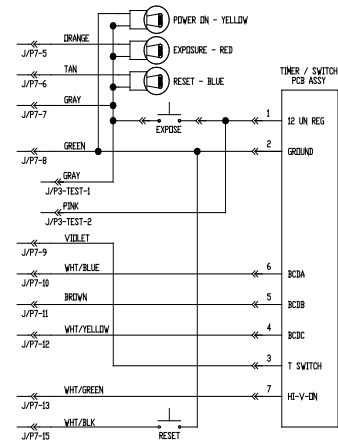 POWER ON - YELLOW
ORANGE
J/P7-5
EXPOSURE - RED
TAN
J/P7-6
RESET - BLUE
TIMER / SWITCH
PCB ASSY
GRAY
J/P7-7
EXPOSE
1
12 UN REG
GREEN
J/P7-8
2
GROUND
GRAY
J/P3-TEST-1
PINK
J/P3-TEST-2
VIOLET
J/P7-9
WHT/BLUE
J/P7-10
6
BCDA
BROWN
J/P7-11
5
BCDB
WHT/YELLOW
J/P7-12
4
BCDC
3
T SWITCH
WHT/GREEN
J/P7-13
7
HI-V-ON
WHT/BLK
J/P7-15
RESET